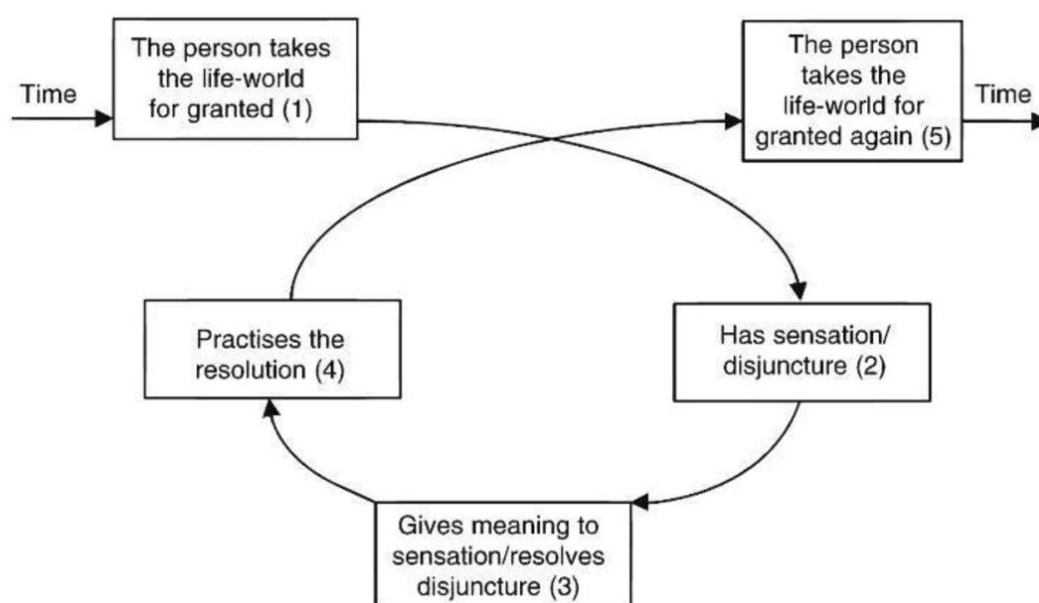 The person takes
the life-world
for granted (1)
The person
takes the
life-world for
granted again (5)
Time
Time
Practises the
resolution (4)
Has sensation/
disjuncture (2)
Gives meaning to
sensation/resolves
disjuncture (3)